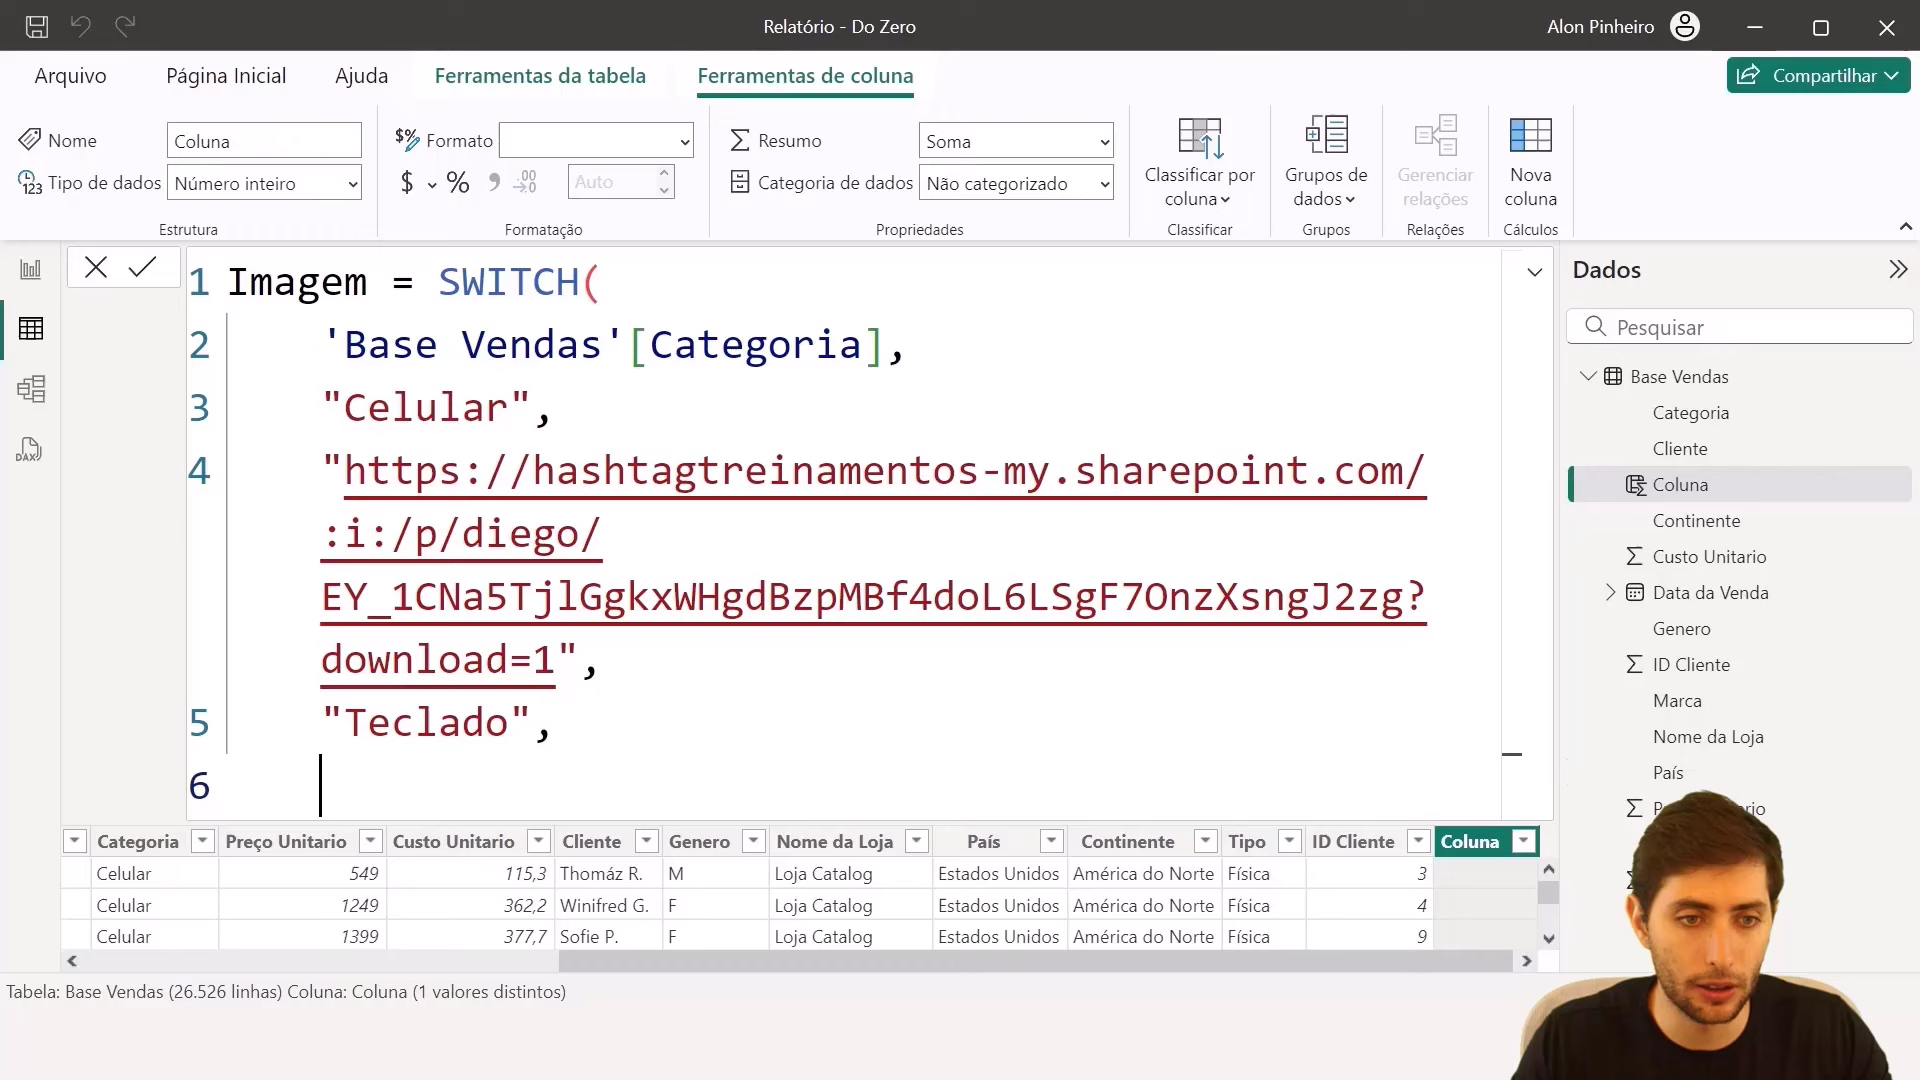 Relatório - Do Zero
Alon Pinheiro
Arquivo
Página Inicial
Ajuda
Ferramentas da tabela
Ferramentas de coluna
Compartilhar
Nome
Coluna
Tipo de dados
Número inteiro
Estrutura
Formato
Auto
Formatação
Resumo
Soma
Categoria de dados
Não categorizado
Propriedades
Classificar por
coluna
Classificar
Grupos de
dados
Grupos
Gerenciar
relações
Relações
Nova
coluna
Cálculos
1 Imagem = SWITCH(
2 'Base Vendas'[Categoria],
3 "Celular",
4 "https://hashtagtreinamentos-my.sharepoint.com/
:i:/p/diego/
EY_1CNa5TjlGgkxWHgdBzpMBf4doL6LSgF7OnzXsngJ2zg?
download=1",
5 "Teclado",
6
Dados
Pesquisar
Base Vendas
Categoria
Cliente
Coluna
Continente
Custo Unitario
Data da Venda
Genero
ID Cliente
Marca
Nome da Loja
País
Categoria Preço Unitario Custo Unitario Cliente Genero Nome da Loja País Continente Tipo ID Cliente Coluna
Celular 549 115,3 Thomáz R. M Loja Catalog Estados Unidos América do Norte Física 3
Celular 1249 362,2 Winifred G. F Loja Catalog Estados Unidos América do Norte Física 4
Celular 1399 377,7 Sofie P. F Loja Catalog Estados Unidos América do Norte Física 9
Tabela: Base Vendas (26.526 linhas) Coluna: Coluna (1 valores distintos)